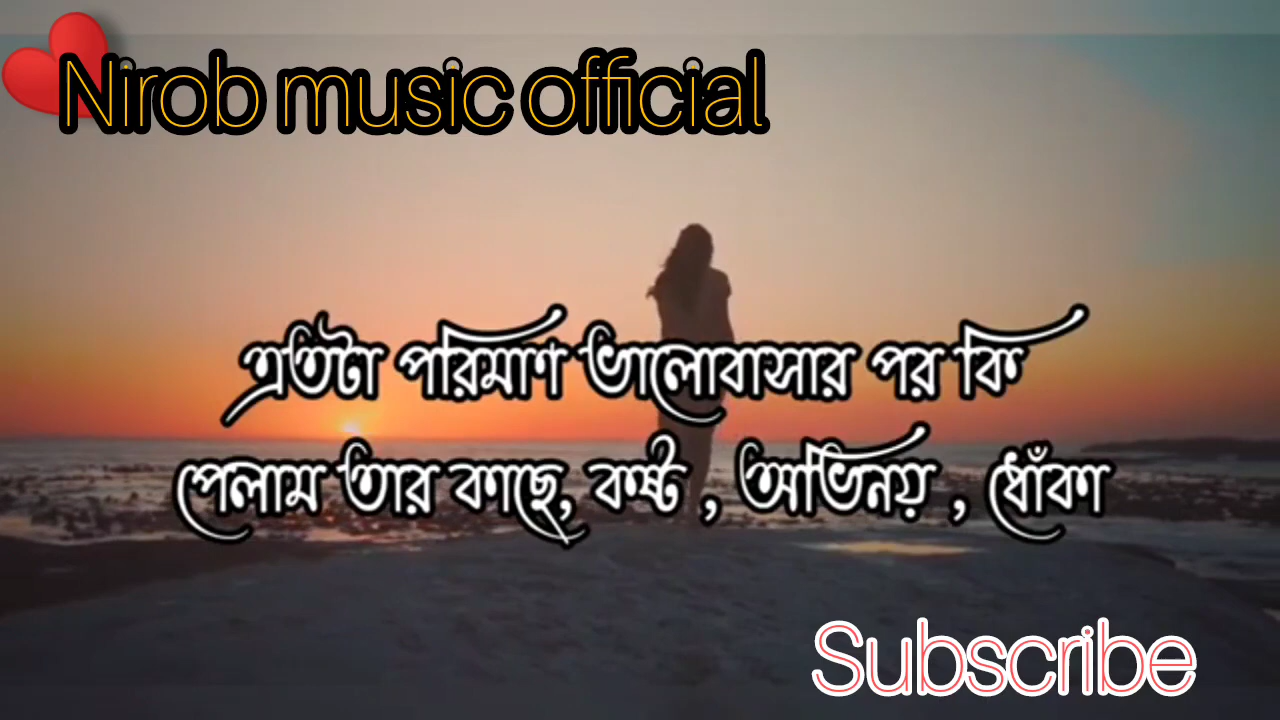 Nirob music official
এতটা পরিমাণ ভালোবাসার পর কি
পেলাম তার কাছে, কষ্ট , অভিনয় , ধোঁকা
Subscribe